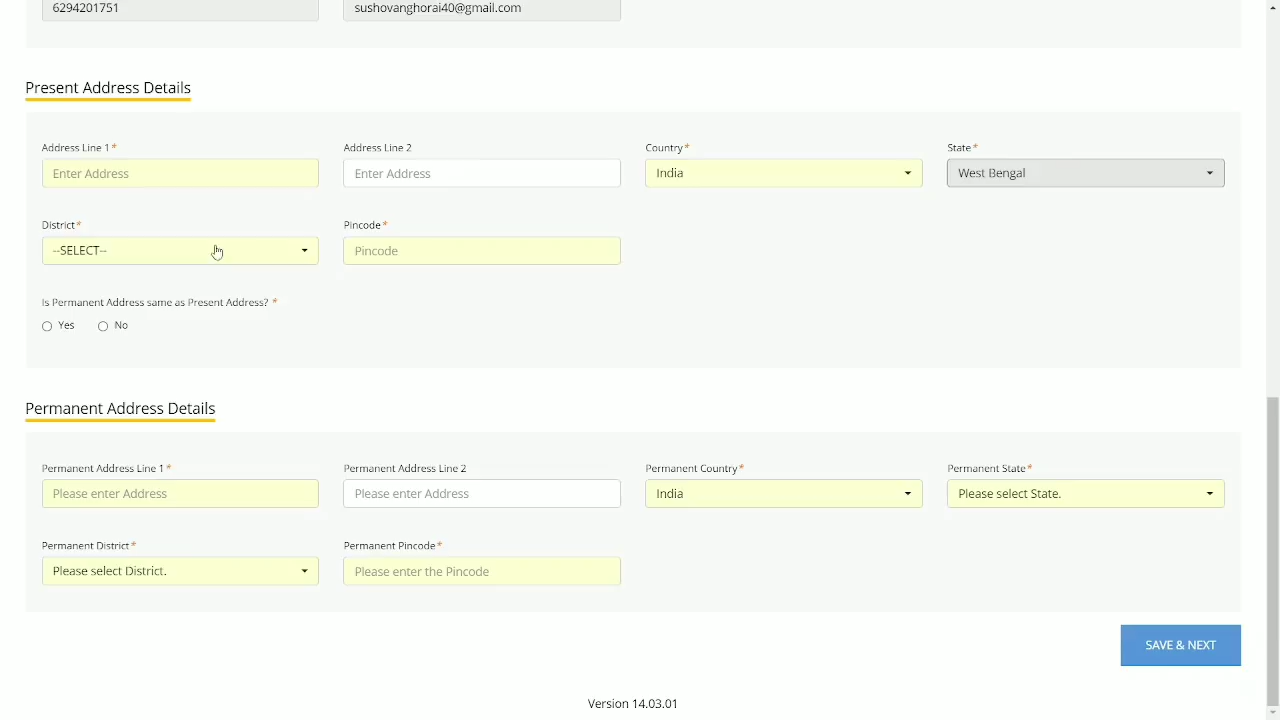 6294201751 sushovanghorai40@gmail.com
Present Address Details
Address Line 1* Address Line 2 Country* State*
Enter Address Enter Address India West Bengal
District* Pincode*
--SELECT-- Pincode
Is Permanent Address same as Present Address? *
Yes No
Permanent Address Details
Permanent Address Line 1* Permanent Address Line 2 Permanent Country* Permanent State*
Please enter Address Please enter Address India Please select State.
Permanent District* Permanent Pincode*
Please select District. Please enter the Pincode
SAVE & NEXT
Version 14.03.01